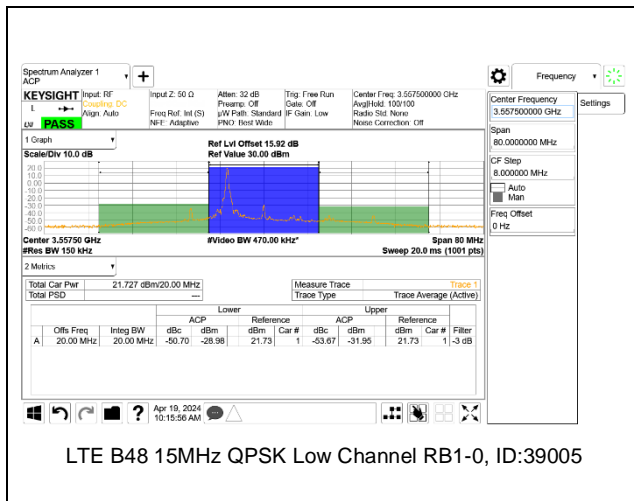 Spectrum Analyzer 1
ACP
+
Frequency
KEYSIGHT Input: RF Input Z: 50 Ω Atten: 32 dB Trig: Free Run Center Freq: 3.557500000 GHz
L Coupling: DC Preamp: Off Gate: Off Avg|Hold: 100/100
Align: Auto Freq Ref: Int (S) µW Path: Standard IF Gain: Low Radio Std: None
PASS NFE: Adaptive PNO: Best Wide Noise Correction: Off
Center Frequency
3.557500000 GHz
Settings
Span
80.0000000 MHz
CF Step
8.000000 MHz
Auto
Man
Freq Offset
0 Hz
1 Graph
Ref Lvl Offset 15.92 dB
Scale/Div 10.0 dB Ref Value 30.00 dBm
20.0
10.0
0.00
-10.0
-20.0
-30.0
-40.0
-50.0
-60.0
Center 3.55750 GHz #Video BW 470.00 kHz* Span 80 MHz
#Res BW 150 kHz Sweep 20.0 ms (1001 pts)
2 Metrics
Total Car Pwr 21.727 dBm/20.00 MHz Measure Trace Trace 1
Total PSD --- Trace Type Trace Average (Active)
Lower Upper
ACP Reference ACP Reference
Offs Freq Integ BW dBc dBm dBm Car # dBc dBm dBm Car # Filter
A 20.00 MHz 20.00 MHz -50.70 -28.98 21.73 1 -53.67 -31.95 21.73 1 -3 dB
? Apr 19, 2024
10:15:56 AM
LTE B48 15MHz QPSK Low Channel RB1-0, ID:39005